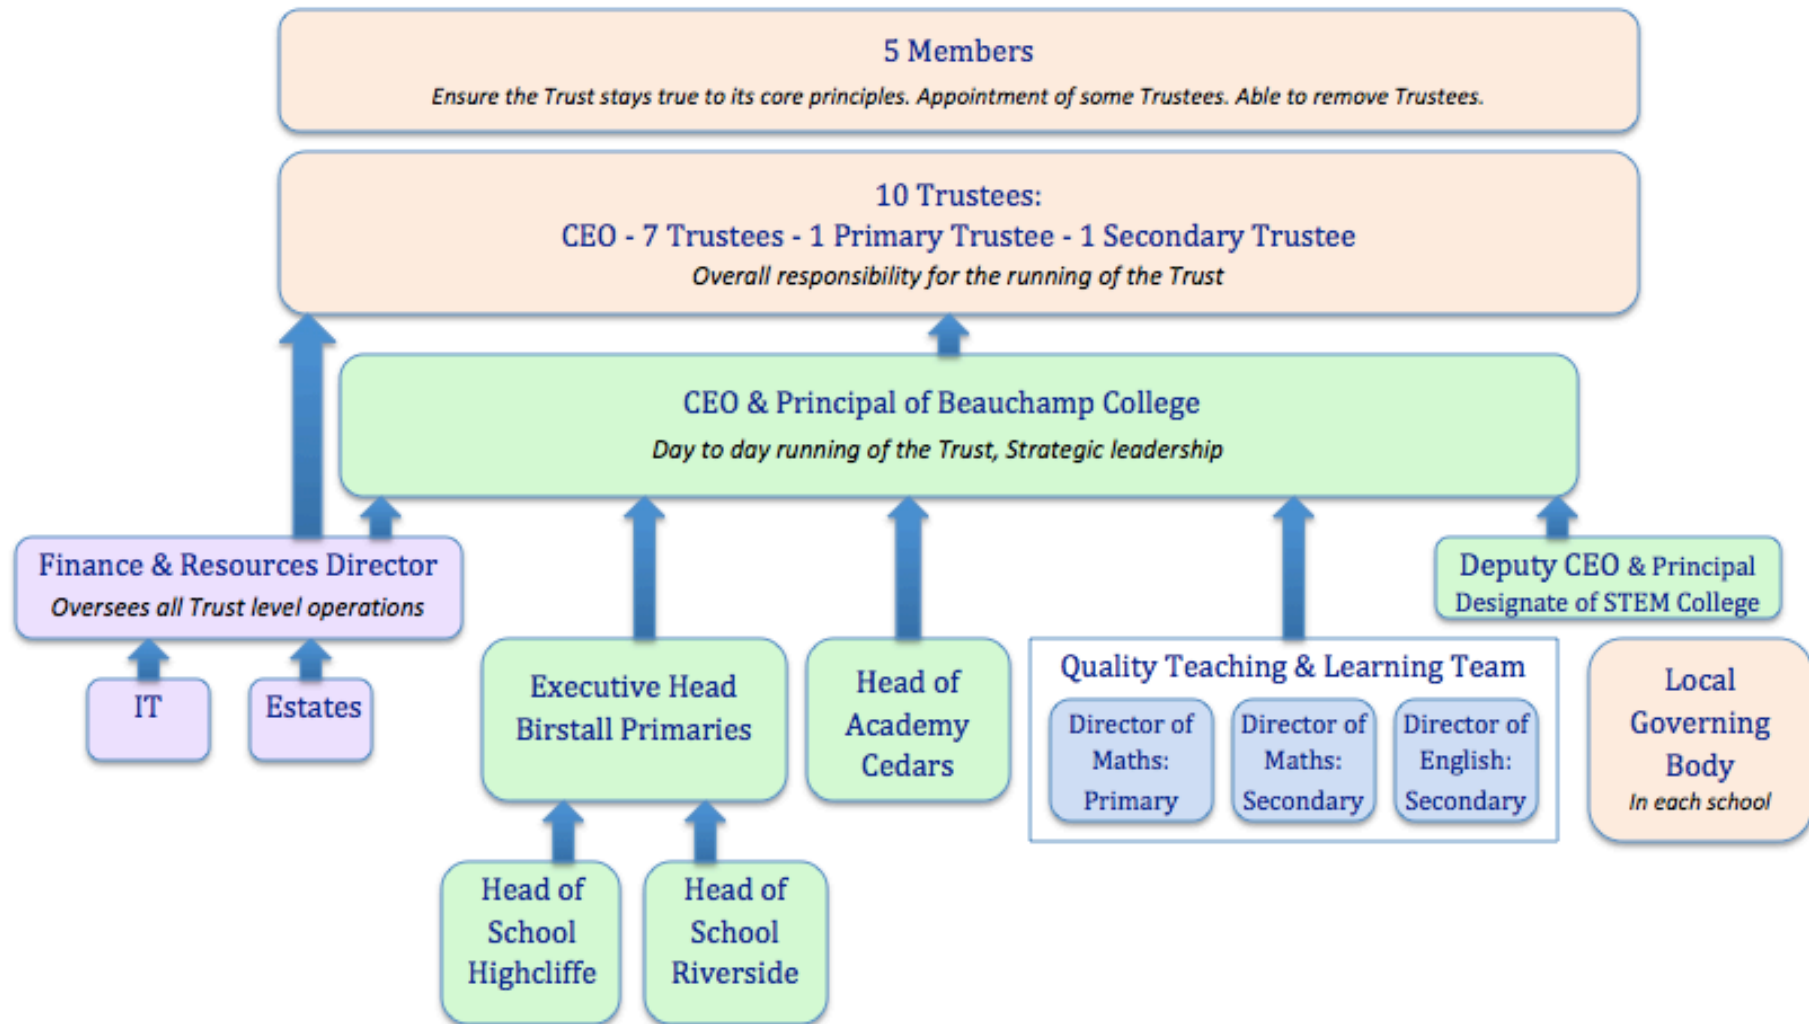 5 Members
Ensure the Trust stays true to its core principles. Appointment of some Trustees. Able to remove Trustees.
10 Trustees:
CEO - 7 Trustees - 1 Primary Trustee - 1 Secondary Trustee
Overall responsibility for the running of the Trust
CEO & Principal of Beauchamp College
Day to day running of the Trust, Strategic leadership
Finance & Resources Director
Oversees all Trust level operations
IT
Estates
Deputy CEO & Principal
Designate of STEM College
Executive Head
Birstall Primaries
Head of
Academy
Cedars
Quality Teaching & Learning Team
Director of
Maths:
Primary
Director of
Maths:
Secondary
Director of
English:
Secondary
Local
Governing
Body
In each school
Head of
School
Highcliffe
Head of
School
Riverside